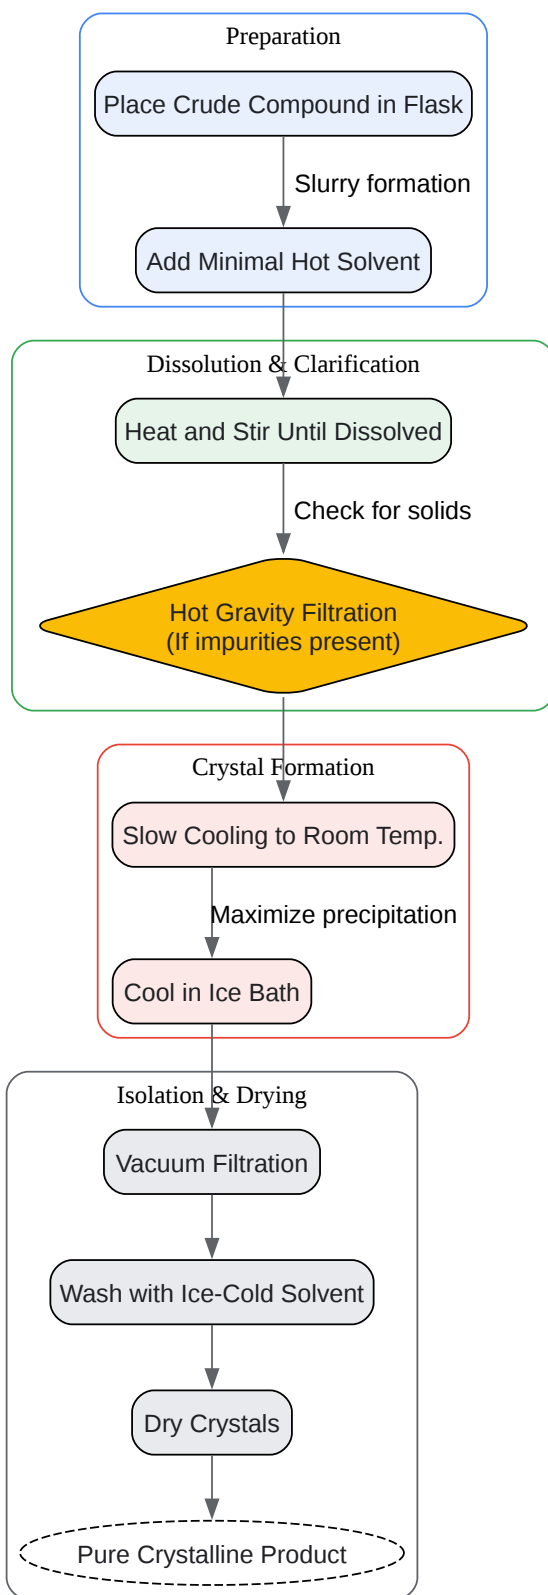 Preparation
Place Crude Compound in Flask
Slurry formation
Add Minimal Hot Solvent
Dissolution & Clarification
Heat and Stir Until Dissolved
Check for solids
Hot Gravity Filtration
(If impurities present)
Crystal Formation
Slow Cooling to Room Temp.
Maximize precipitation
Cool in Ice Bath
Isolation & Drying
Vacuum Filtration
Wash with Ice-Cold Solvent
Dry Crystals
Pure Crystalline Product